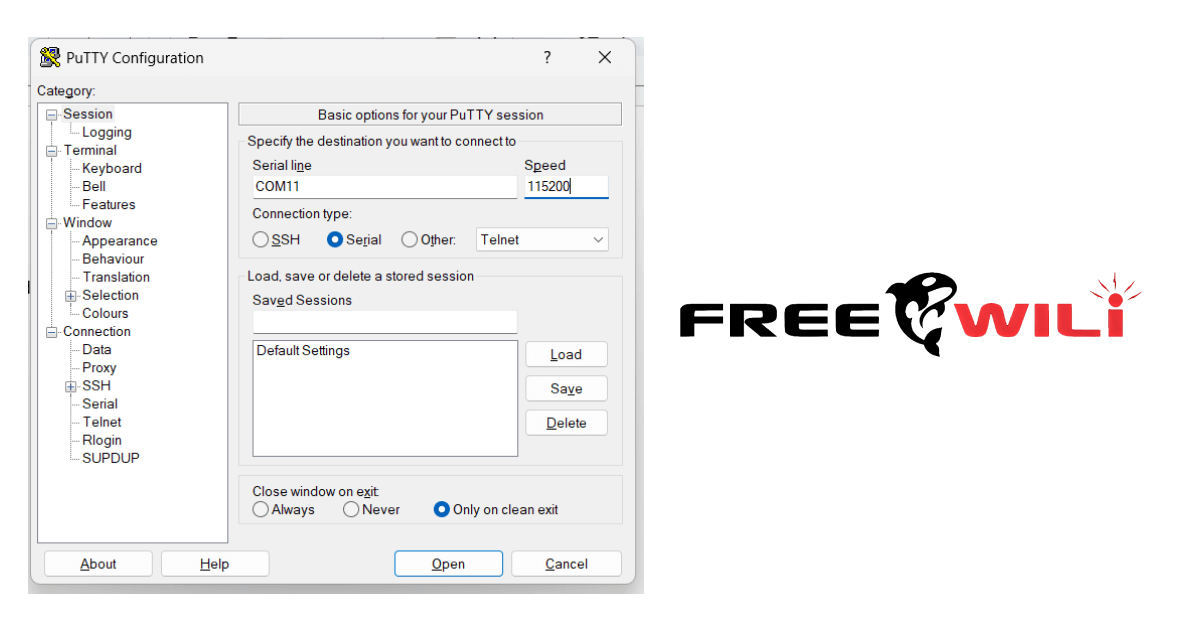 PuTTY Configuration
?
Category:
Session
Logging
Terminal
Keyboard
Bell
Features
Window
Appearance
Behaviour
Translation
Selection
Colours
Connection
Data
Proxy
SSH
Serial
Telnet
Rlogin
SUPDUP
Basic options for your PuTTY session
Specify the destination you want to connect to
Serial line Speed
COM11 115200
Connection type:
SSH Serial Other: Telnet
Load, save or delete a stored session
Saved Sessions
Default Settings
Load
Save
Delete
Close window on exit:
Always Never Only on clean exit
About Help Open Cancel
FREE WILi